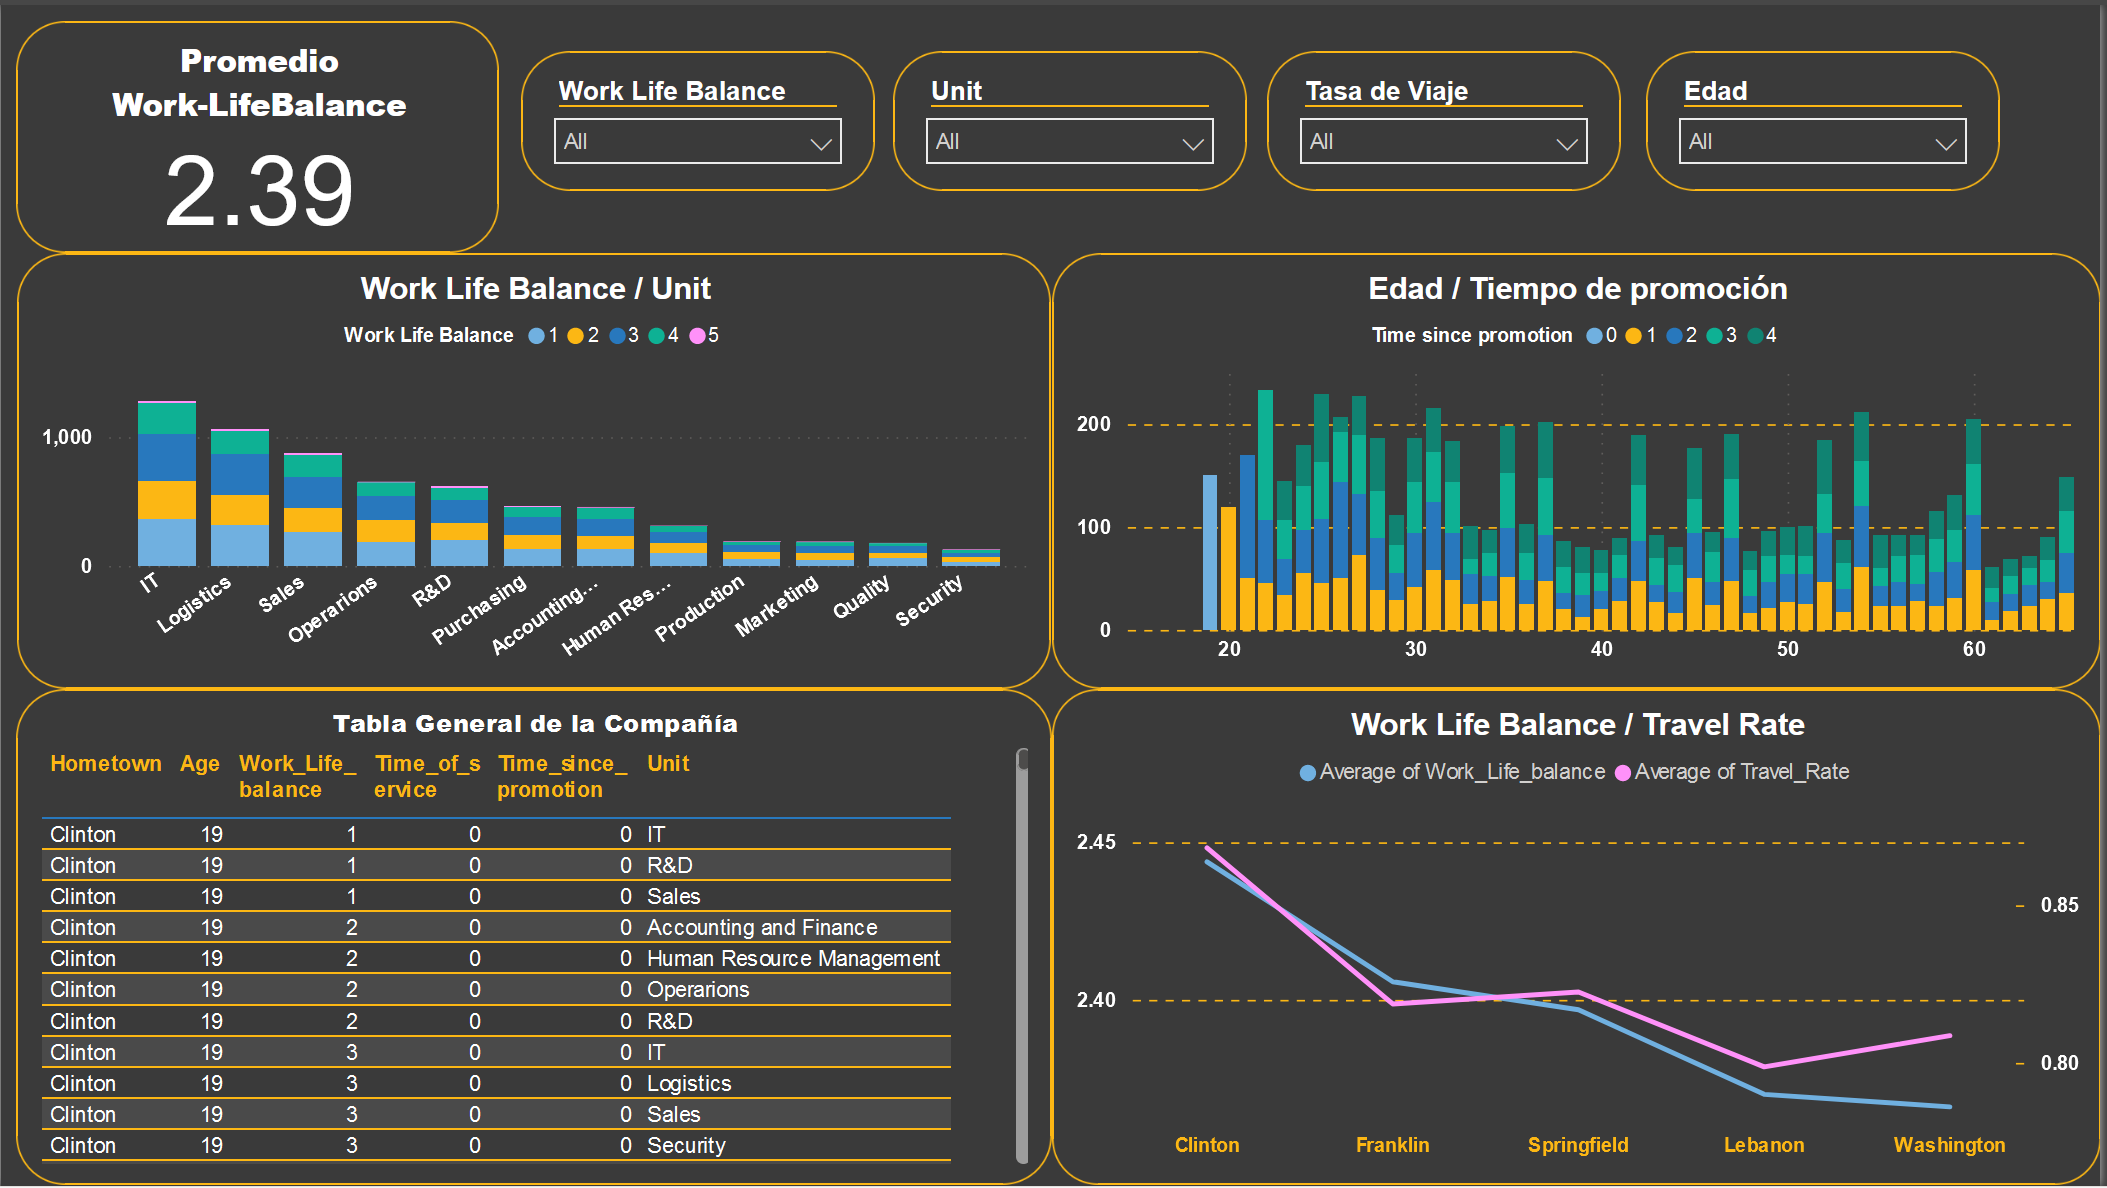 Promedio
Work-LifeBalance
2.39
Work Life Balance
All
Unit
All
Tasa de Viaje
All
Edad
All
Work Life Balance / Unit
Work Life Balance 1 2 3 4 5
1,000
0
IT Logistics Sales Operarions R&D Purchasing Accounting... Human Res... Production Marketing Quality Security
Edad / Tiempo de promoción
Time since promotion 0 1 2 3 4
200
100
0
20 30 40 50 60
Tabla General de la Compañía
Hometown Age Work_Life_ Time_of_s Time_since_ Unit
balance ervice promotion
Clinton 19 1 0 0 IT
Clinton 19 1 0 0 R&D
Clinton 19 1 0 0 Sales
Clinton 19 2 0 0 Accounting and Finance
Clinton 19 2 0 0 Human Resource Management
Clinton 19 2 0 0 Operarions
Clinton 19 2 0 0 R&D
Clinton 19 3 0 0 IT
Clinton 19 3 0 0 Logistics
Clinton 19 3 0 0 Sales
Clinton 19 3 0 0 Security
Work Life Balance / Travel Rate
Average of Work_Life_balance Average of Travel_Rate
2.45
0.85
2.40
0.80
Clinton Franklin Springfield Lebanon Washington